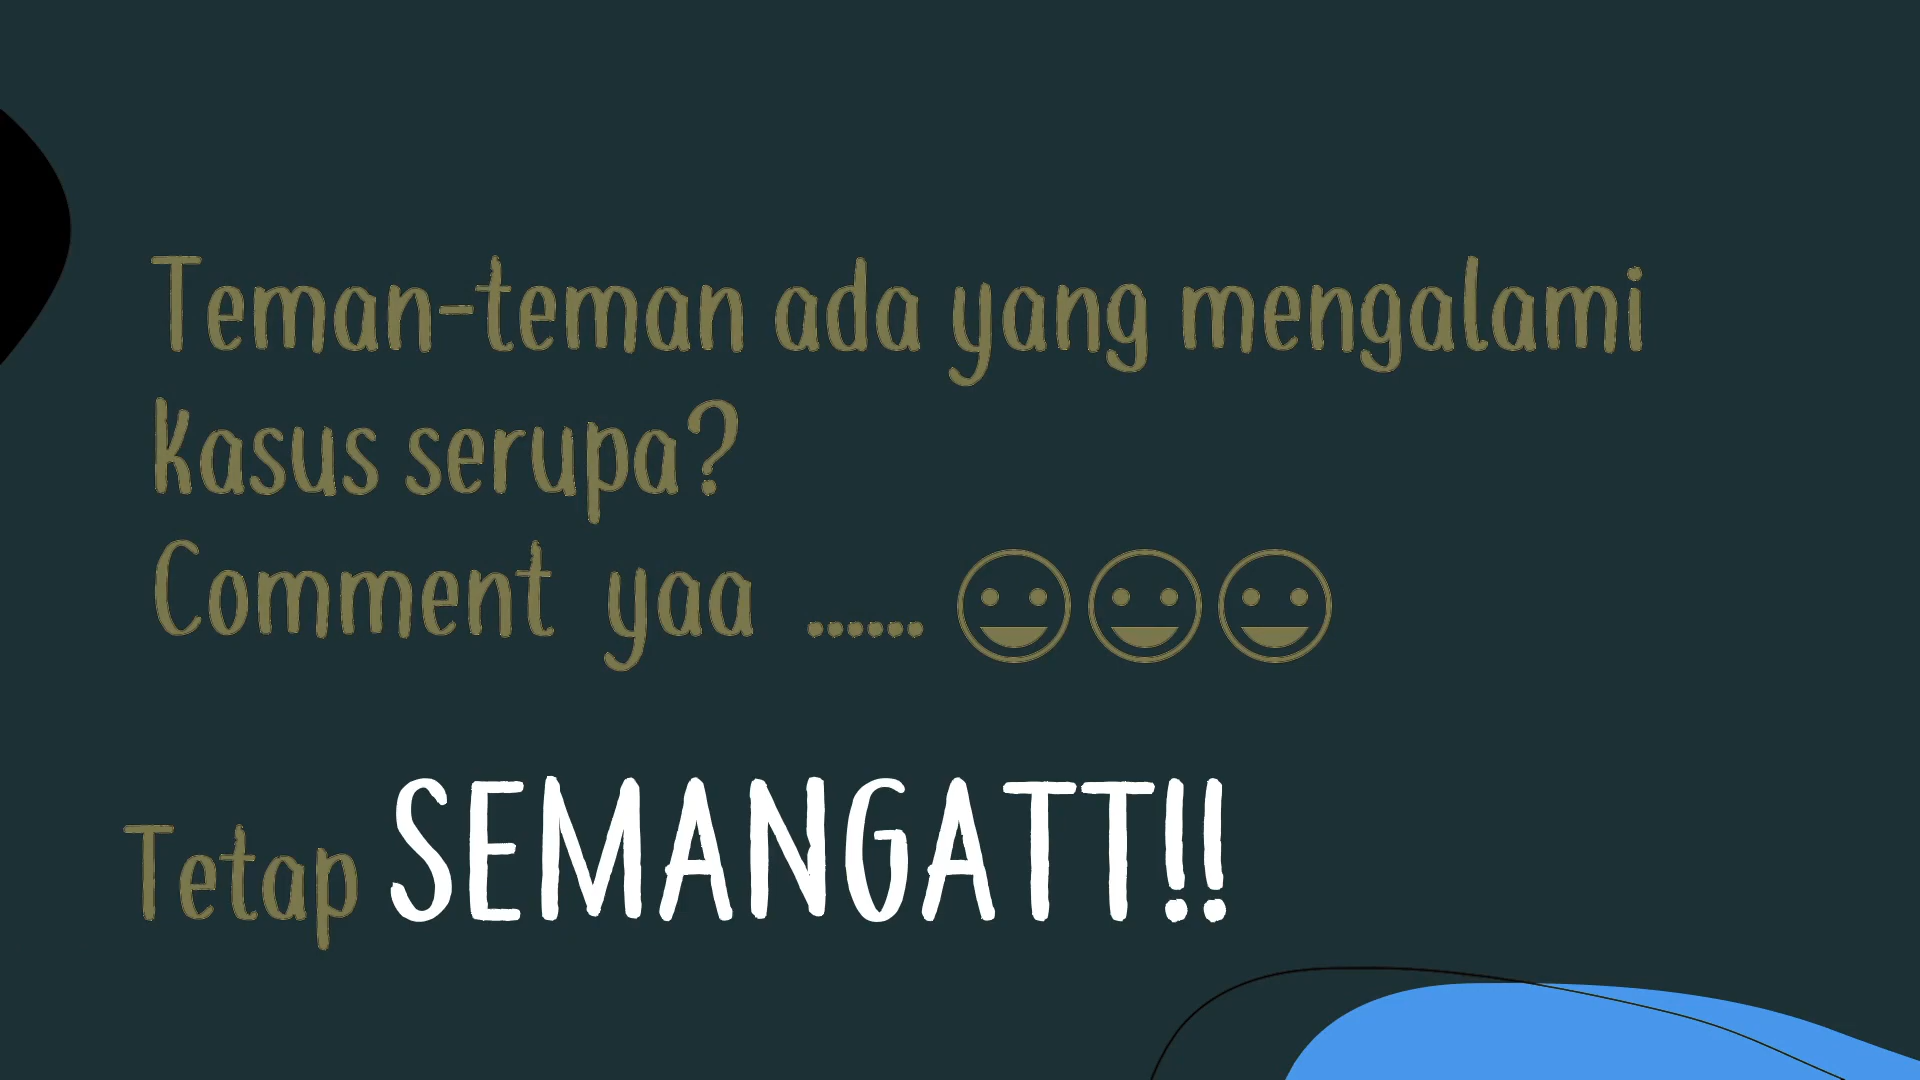 Teman-teman ada yang mengalami
kasus serupa?
Comment yaa ...... 😀😀😀
Tetap SEMANGATT!!